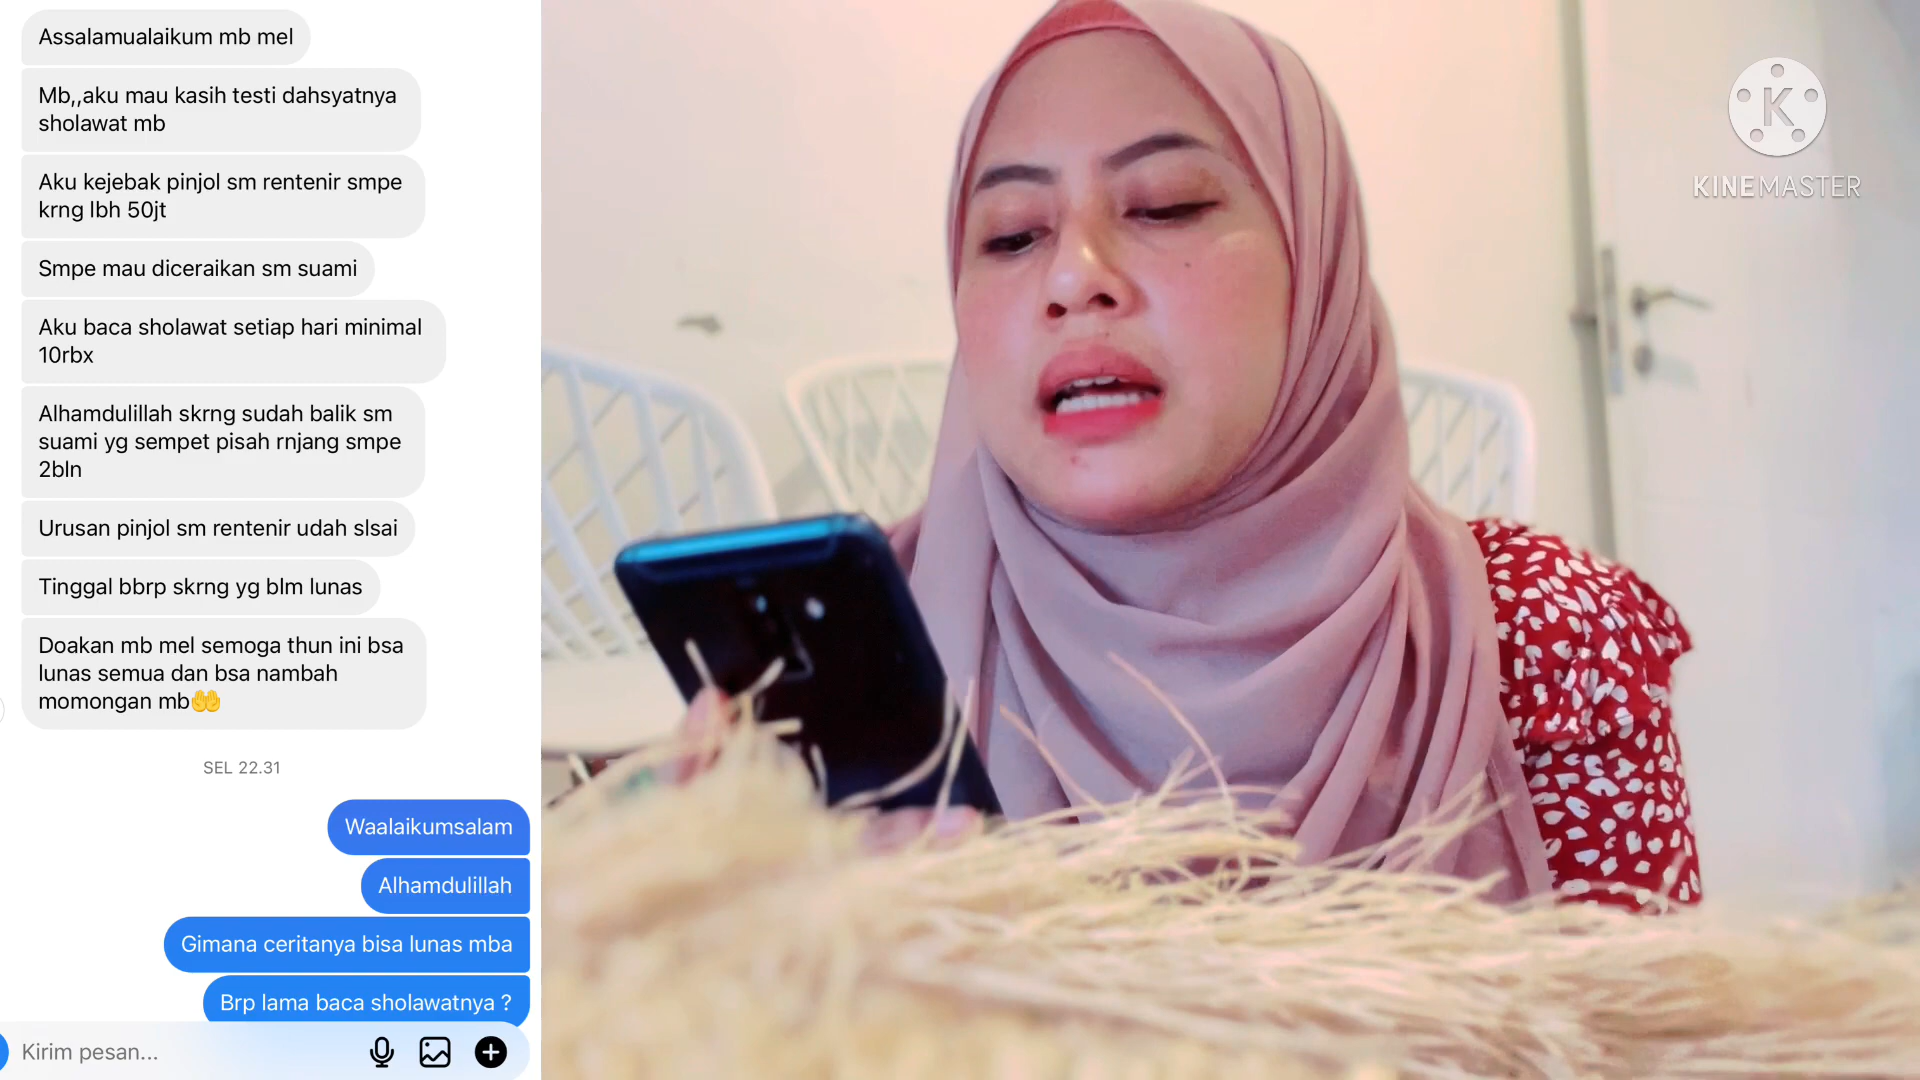 Assalamualaikum mb mel
Mb,,aku mau kasih testi dahsyatnya
sholawat mb
Aku kejebak pinjol sm rentenir smpe
krng lbh 50jt
Smpe mau diceraikan sm suami
Aku baca sholawat setiap hari minimal
10rbx
Alhamdulillah skrng sudah balik sm
suami yg sempet pisah rnjang smpe
2bln
Urusan pinjol sm rentenir udah slsai
Tinggal bbrp skrng yg blm lunas
Doakan mb mel semoga thun ini bsa
lunas semua dan bsa nambah
momongan mb🤲
SEL 22.31
Waalaikumsalam
Alhamdulillah
Gimana ceritanya bisa lunas mba
Brp lama baca sholawatnya ?
Kirim pesan...
K
KINEMASTER